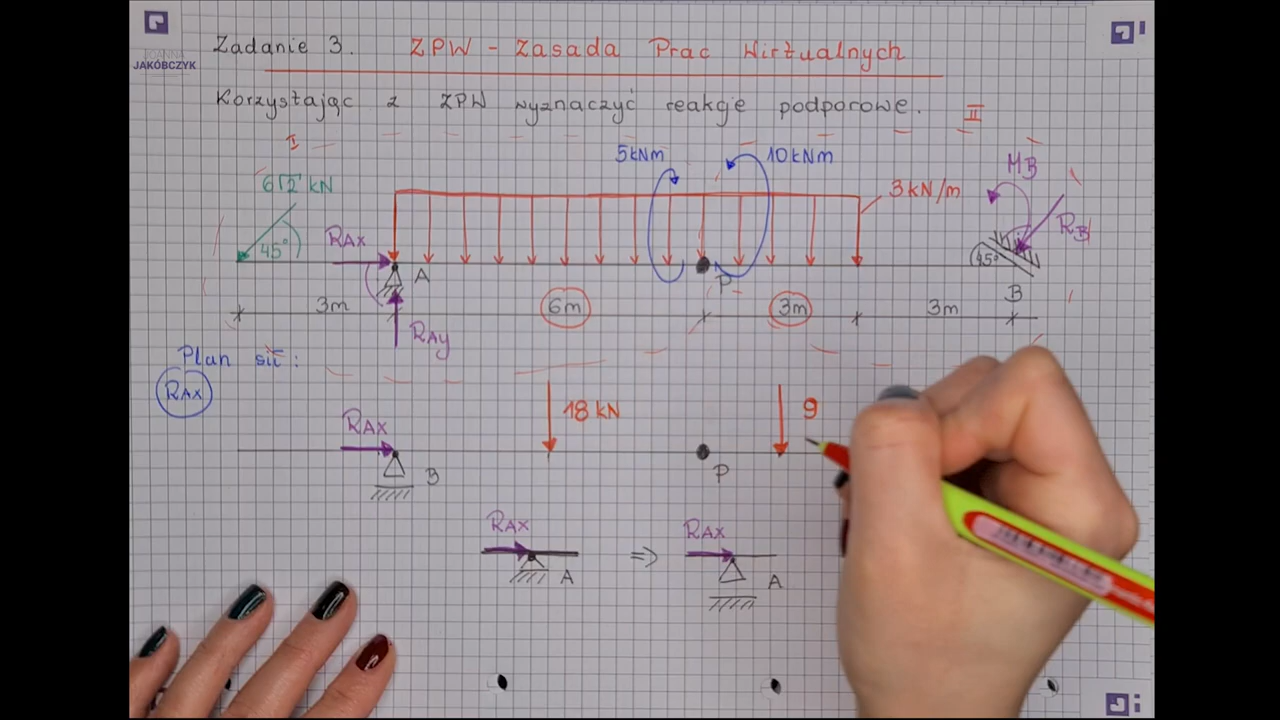 JOANNA
JAKÓBCZYK
Zadanie 3. ZPW - Zasada Prac Wirtualnych
Korzystając z ZPW wyznaczyć reakcje podporowe.
I
II
5kNm
10kNm
MB
6√2 kN
3kN/m
45°
RAX
RB
A
P
45°
B
3m
6m
3m
3m
RAY
Plan sił:
RAX
RAX
18 kN
9
B
P
RAX
RAX
=>
A
A